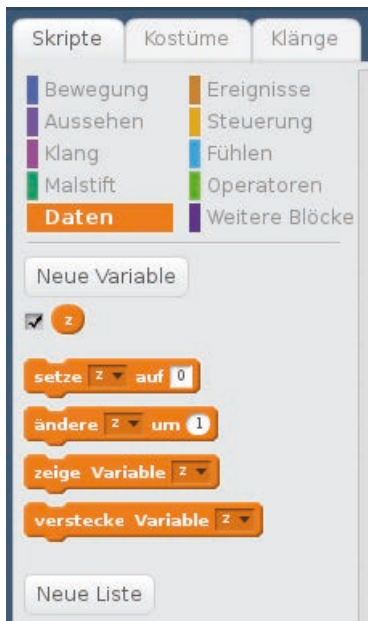 Skripte Kostüme Klänge
Bewegung Ereignisse
Aussehen Steuerung
Klang Fühlen
Malstift Operatoren
Daten Weitere Blöcke
Neue Variable
z
setze z auf 0
ändere z um 1
zeige Variable z
verstecke Variable z
Neue Liste